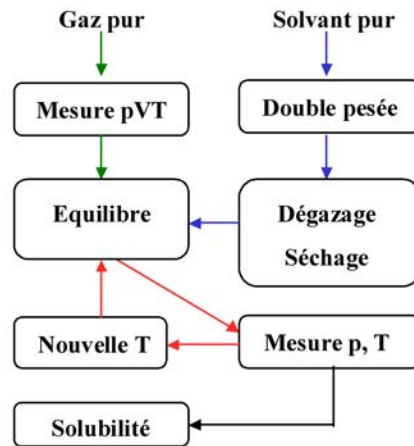 Gaz pur
Solvant pur
Mesure pVT
Double pesée
Equilibre
Dégazage
Séchage
Nouvelle T
Mesure p, T
Solubilité